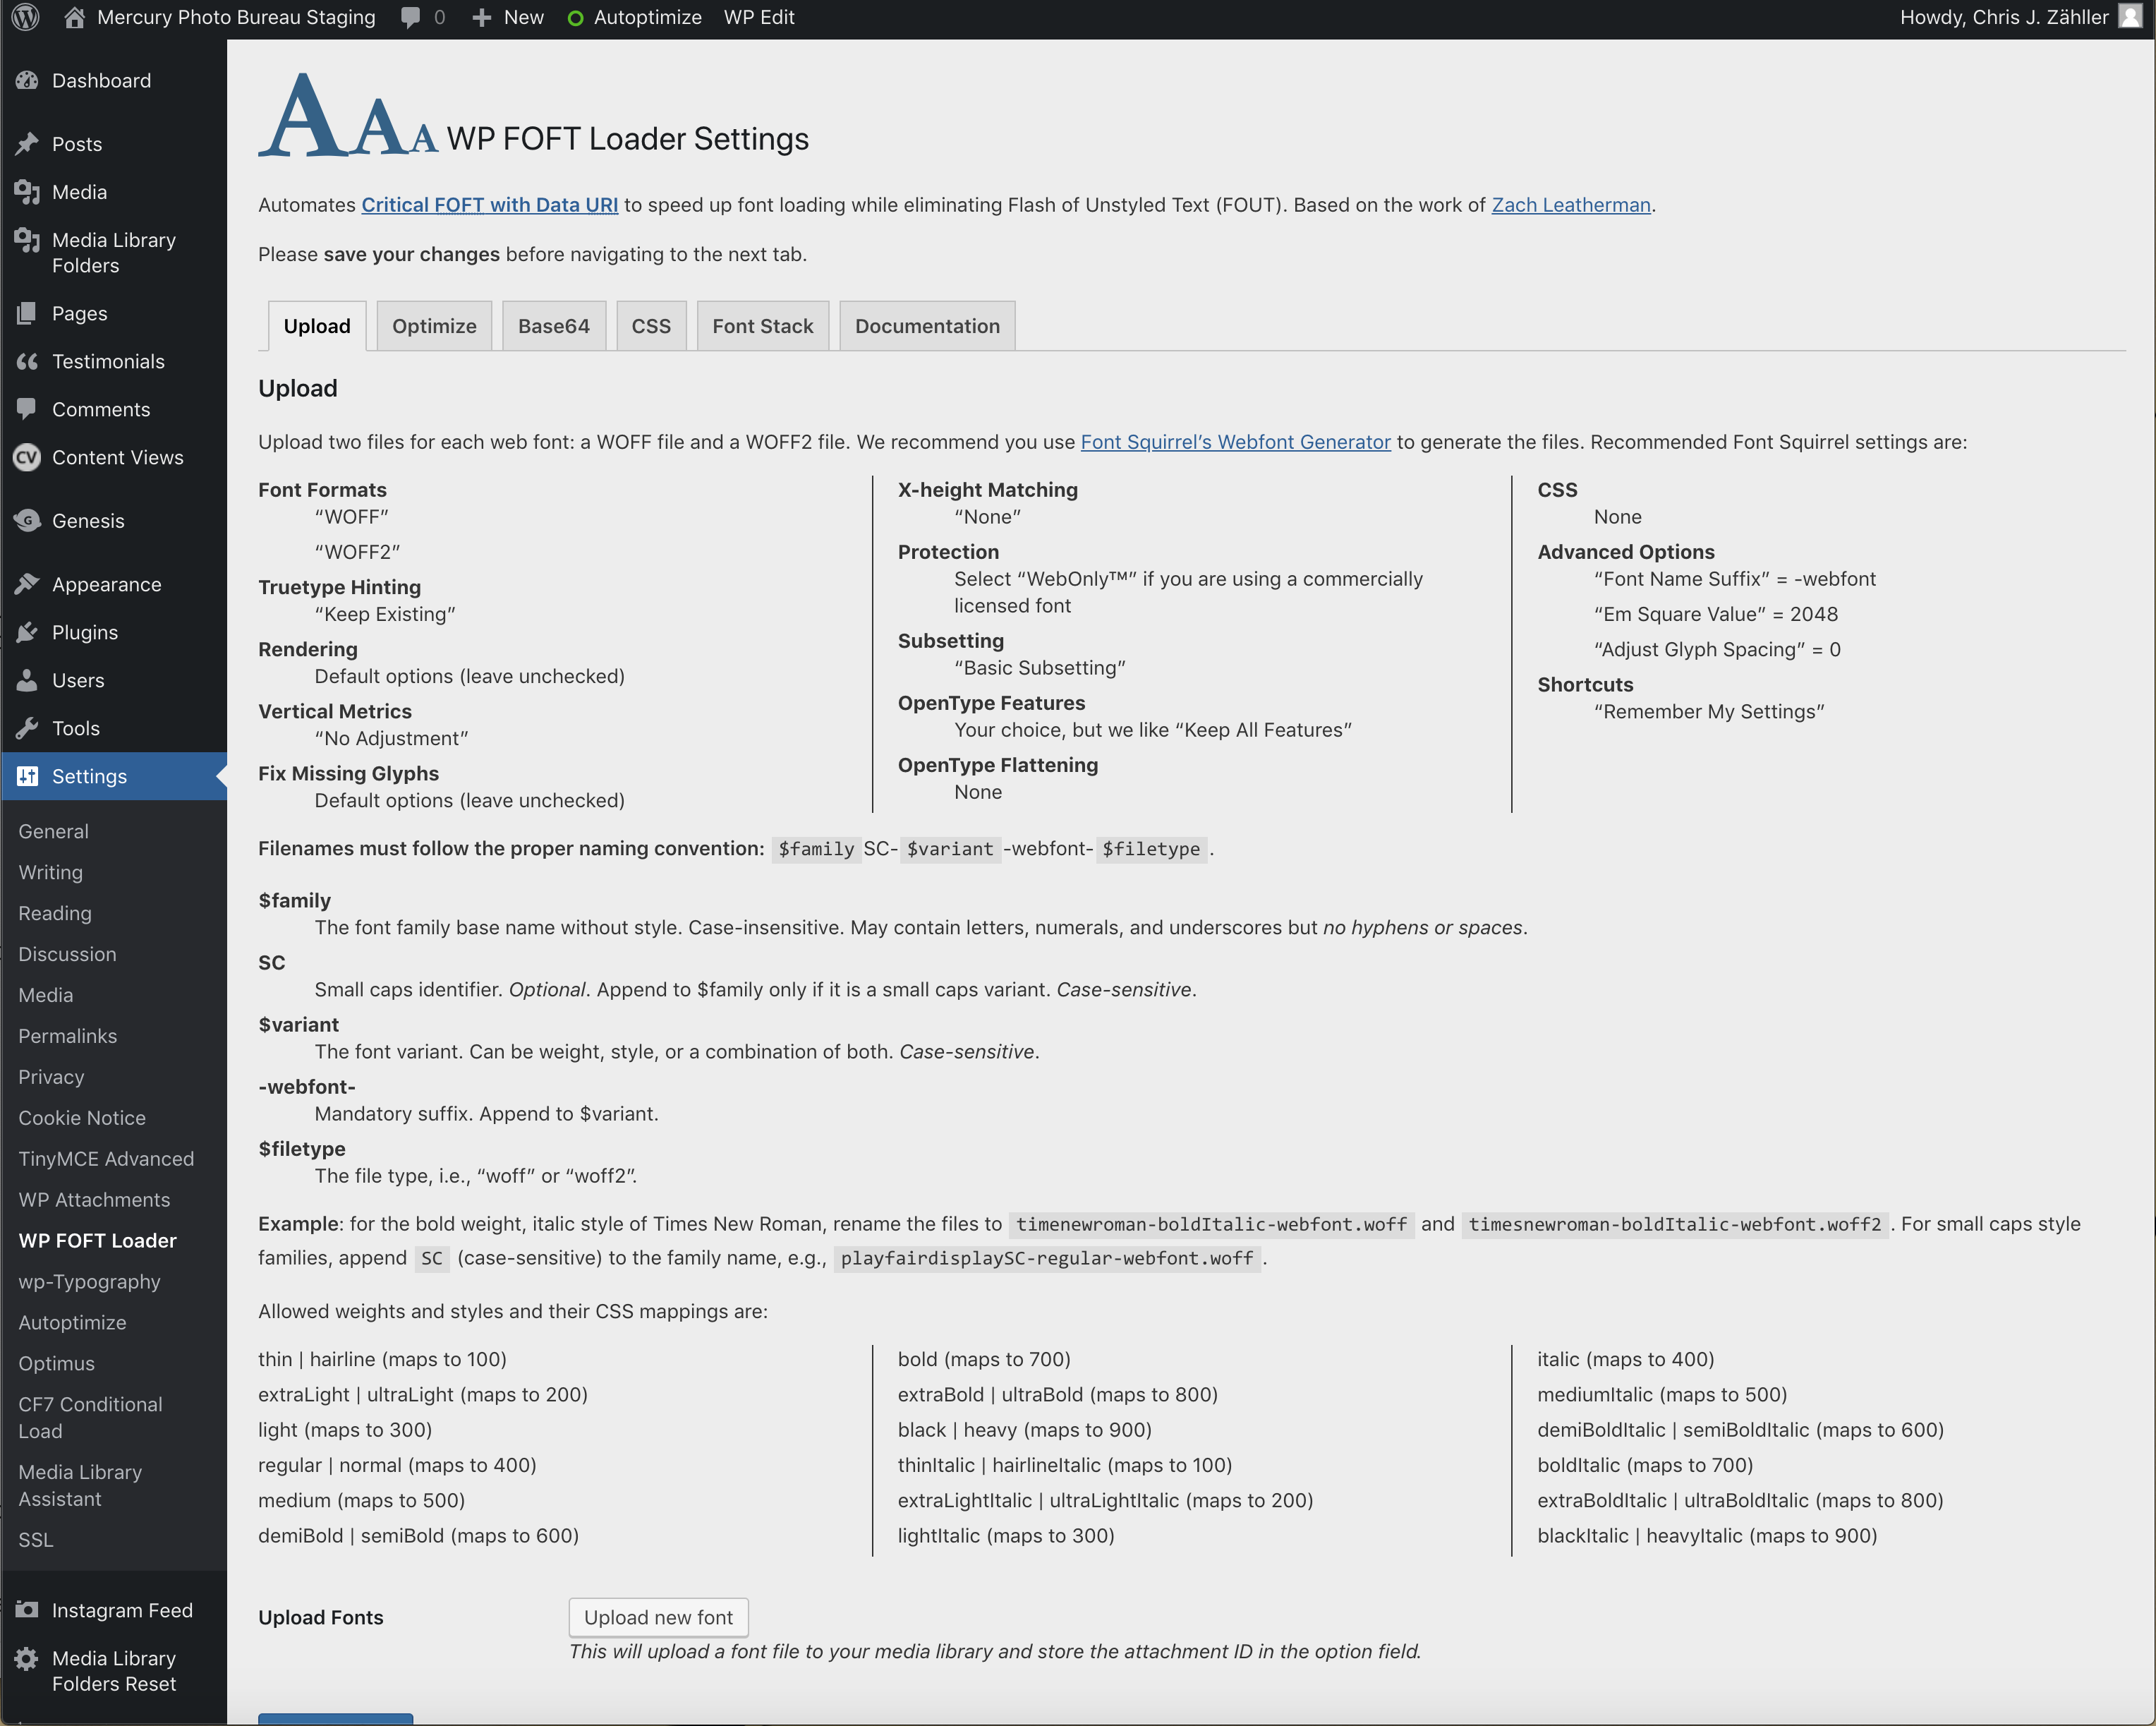 Mercury Photo Bureau Staging 0 New Autoptimize WP Edit Howdy, Chris J. Zähller
Dashboard
Posts
Media
Media Library
Folders
Pages
Testimonials
Comments
CV Content Views
G Genesis
Appearance
Plugins
Users
Tools
Settings
General
Writing
Reading
Discussion
Media
Permalinks
Privacy
Cookie Notice
TinyMCE Advanced
WP Attachments
WP FOFT Loader
wp-Typography
Autoptimize
Optimus
CF7 Conditional
Load
Media Library
Assistant
SSL
Instagram Feed
Media Library
Folders Reset
AAA WP FOFT Loader Settings
Automates Critical FOFT with Data URI to speed up font loading while eliminating Flash of Unstyled Text (FOUT). Based on the work of Zach Leatherman.
Please save your changes before navigating to the next tab.
Upload Optimize Base64 CSS Font Stack Documentation
Upload
Upload two files for each web font: a WOFF file and a WOFF2 file. We recommend you use Font Squirrel’s Webfont Generator to generate the files. Recommended Font Squirrel settings are:
Font Formats
“WOFF”
“WOFF2”
Truetype Hinting
“Keep Existing”
Rendering
Default options (leave unchecked)
Vertical Metrics
“No Adjustment”
Fix Missing Glyphs
Default options (leave unchecked)
X-height Matching
“None”
Protection
Select “WebOnly™” if you are using a commercially
licensed font
Subsetting
“Basic Subsetting”
OpenType Features
Your choice, but we like “Keep All Features”
OpenType Flattening
None
CSS
None
Advanced Options
“Font Name Suffix” = -webfont
“Em Square Value” = 2048
“Adjust Glyph Spacing” = 0
Shortcuts
“Remember My Settings”
Filenames must follow the proper naming convention: $family SC- $variant -webfont- $filetype .
$family
The font family base name without style. Case-insensitive. May contain letters, numerals, and underscores but no hyphens or spaces.
SC
Small caps identifier. Optional. Append to $family only if it is a small caps variant. Case-sensitive.
$variant
The font variant. Can be weight, style, or a combination of both. Case-sensitive.
-webfont-
Mandatory suffix. Append to $variant.
$filetype
The file type, i.e., “woff” or “woff2”.
Example: for the bold weight, italic style of Times New Roman, rename the files to timenewroman-boldItalic-webfont.woff and timesnewroman-boldItalic-webfont.woff2 . For small caps style
families, append SC (case-sensitive) to the family name, e.g., playfairdisplaySC-regular-webfont.woff .
Allowed weights and styles and their CSS mappings are:
thin | hairline (maps to 100)
extraLight | ultraLight (maps to 200)
light (maps to 300)
regular | normal (maps to 400)
medium (maps to 500)
demiBold | semiBold (maps to 600)
bold (maps to 700)
extraBold | ultraBold (maps to 800)
black | heavy (maps to 900)
thinItalic | hairlineItalic (maps to 100)
extraLightItalic | ultraLightItalic (maps to 200)
lightItalic (maps to 300)
italic (maps to 400)
mediumItalic (maps to 500)
demiBoldItalic | semiBoldItalic (maps to 600)
boldItalic (maps to 700)
extraBoldItalic | ultraBoldItalic (maps to 800)
blackItalic | heavyItalic (maps to 900)
Upload Fonts Upload new font
This will upload a font file to your media library and store the attachment ID in the option field.